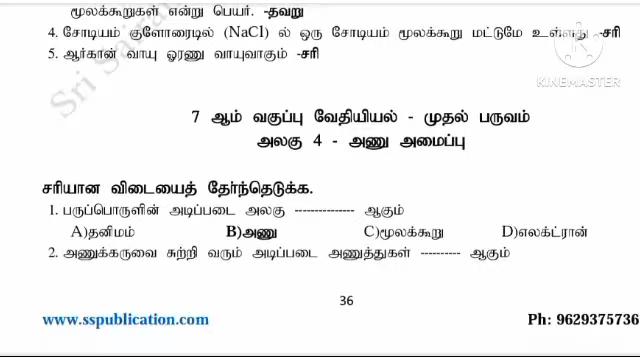 மூலக்கூறுகள் என்று பெயர். -தவறு
4. சோடியம் குளோரைடில் (NaCl) ல் ஒரு சோடியம் மூலக்கூறு மட்டுமே உள்ளது -சரி
5. ஆர்கான் வாயு ஓரணு வாயுவாகும் -சரி
KINEMASTER
Sri Sairam
7 ஆம் வகுப்பு வேதியியல் - முதல் பருவம்
அலகு 4 - அணு அமைப்பு
சரியான விடையைத் தேர்ந்தெடுக்க.
1. பருப்பொருளின் அடிப்படை அலகு --------------- ஆகும்
A)தனிமம் B)அணு C)மூலக்கூறு D)எலக்ட்ரான்
2. அணுக்கருவை சுற்றி வரும் அடிப்படை அணுத்துகள் ---------- ஆகும்
36
www.sspublication.com Ph: 9629375736